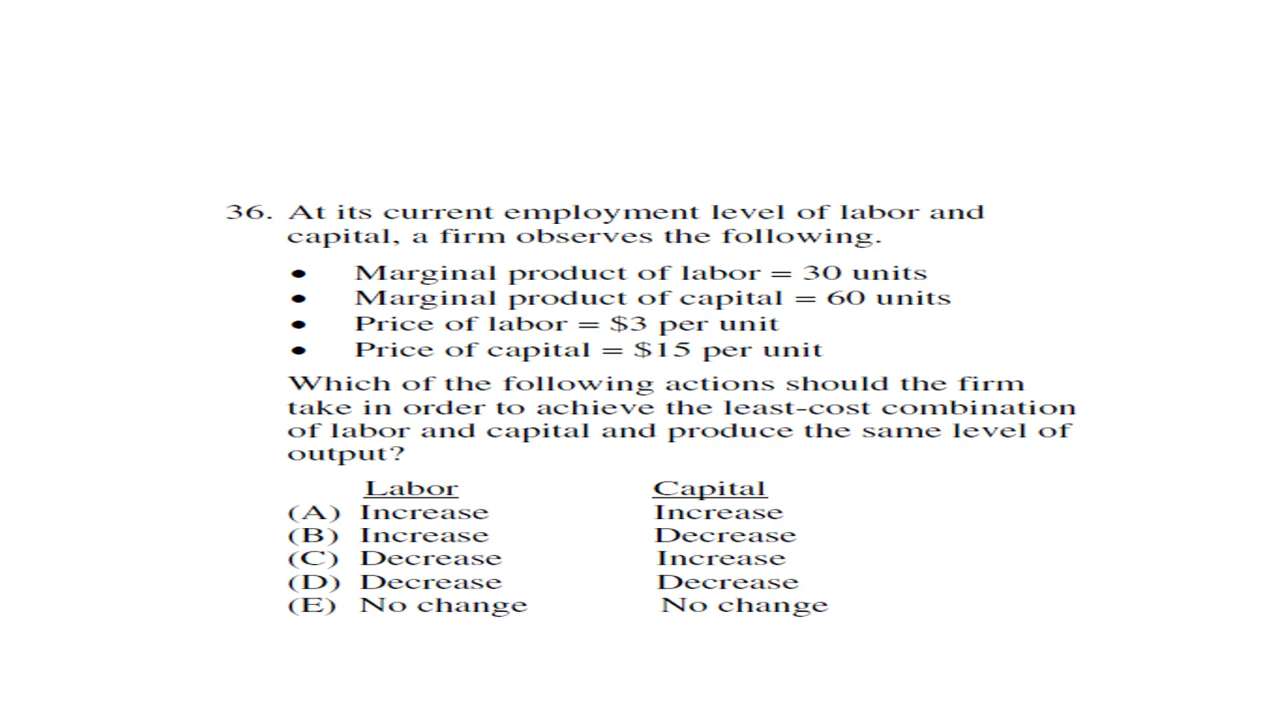 36. At its current employment level of labor and
capital, a firm observes the following.
• Marginal product of labor = 30 units
• Marginal product of capital = 60 units
• Price of labor = $3 per unit
• Price of capital = $15 per unit
Which of the following actions should the firm
take in order to achieve the least-cost combination
of labor and capital and produce the same level of
output?
Labor Capital
(A) Increase Increase
(B) Increase Decrease
(C) Decrease Increase
(D) Decrease Decrease
(E) No change No change